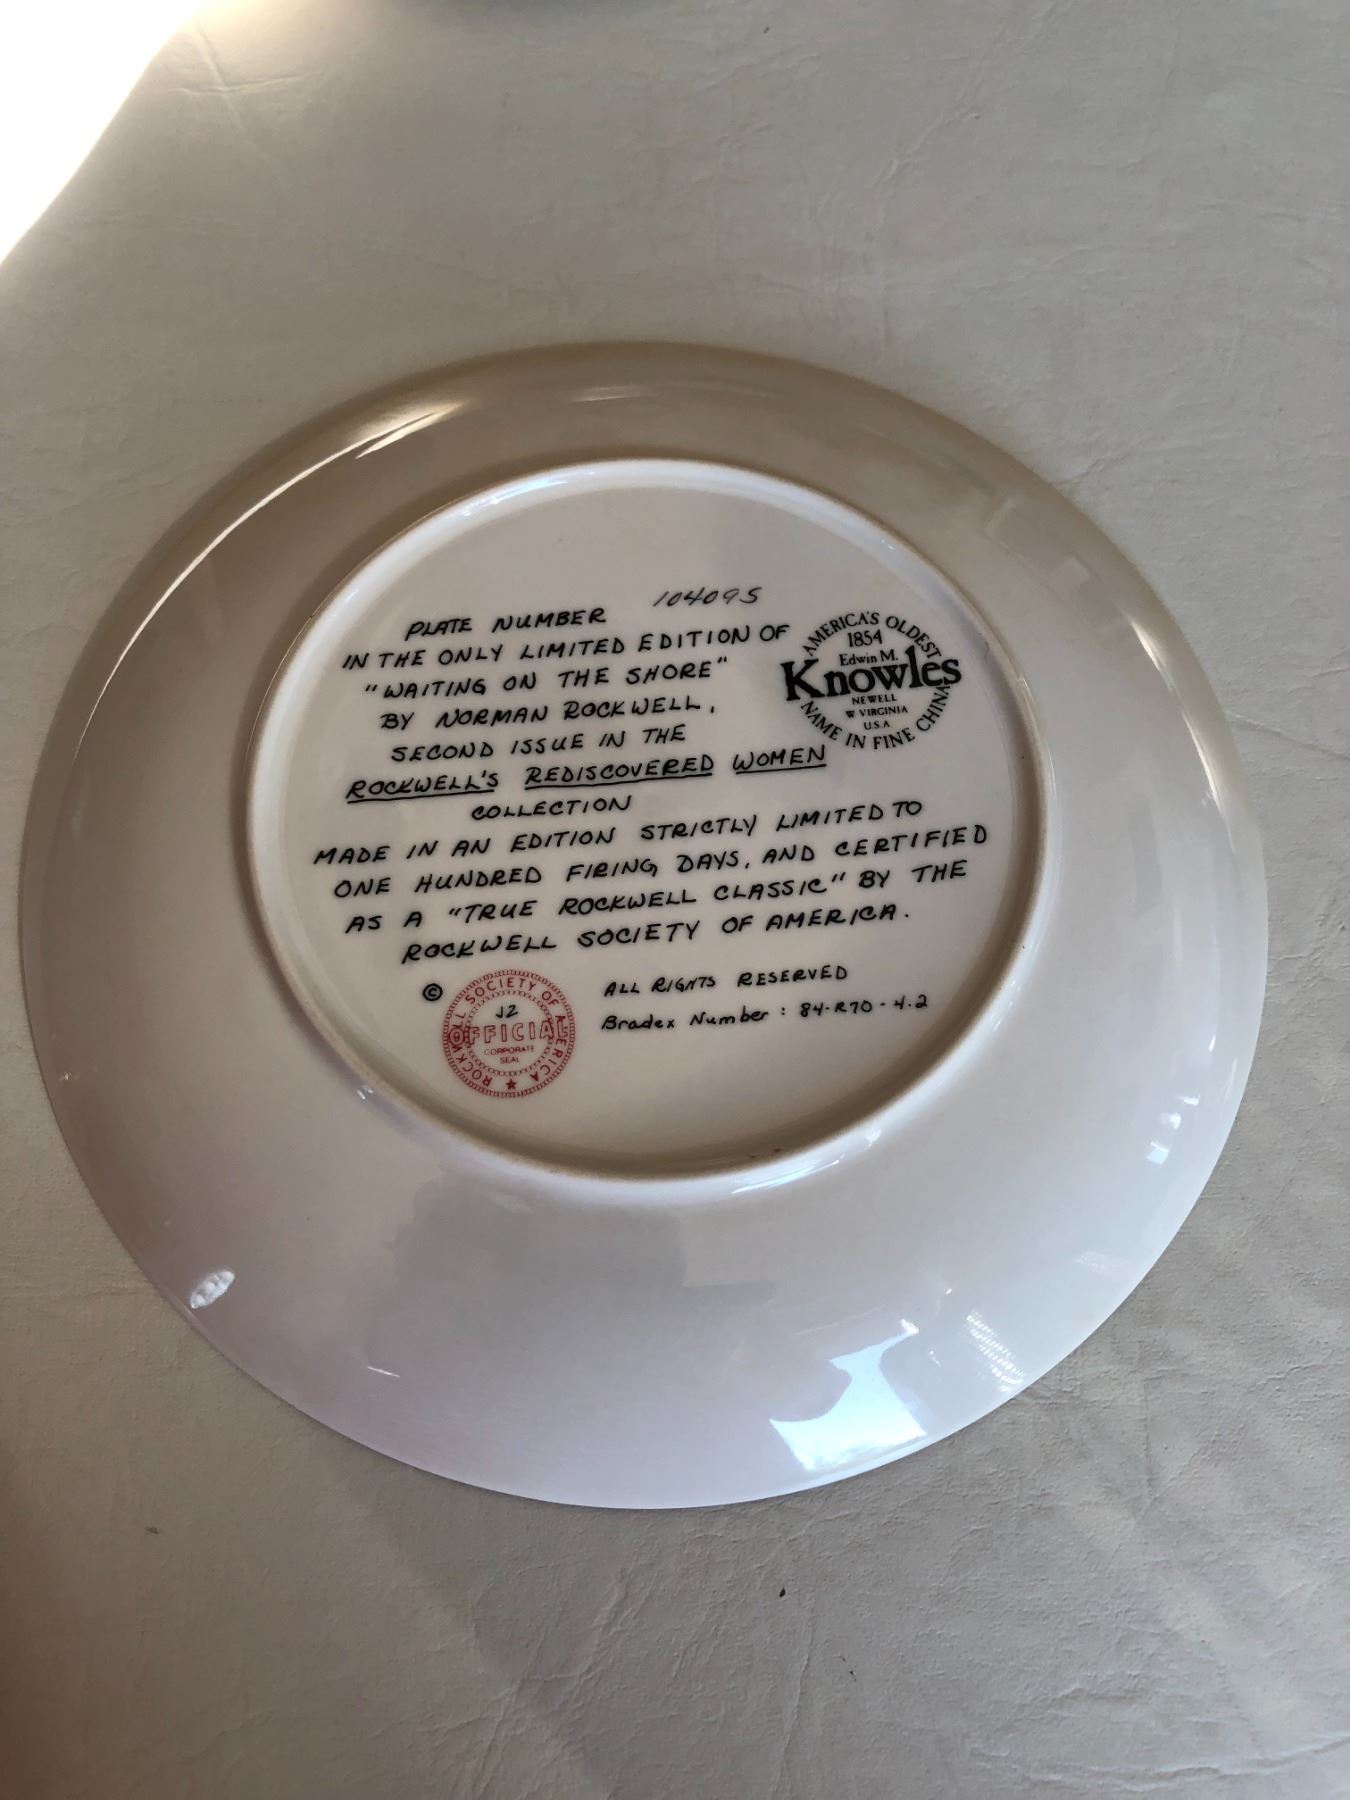 PLATE NUMBER 104095
IN THE ONLY LIMITED EDITION OF
"WAITING ON THE SHORE"
BY NORMAN ROCKWELL,
SECOND ISSUE IN THE
ROCKWELL'S REDISCOVERED WOMEN
COLLECTION
MADE IN AN EDITION STRICTLY LIMITED TO
ONE HUNDRED FIRING DAYS, AND CERTIFIED
AS A "TRUE ROCKWELL CLASSIC" BY THE
ROCKWELL SOCIETY OF AMERICA.
AMERICA'S OLDEST
1854
Edwin M.
Knowles
NEWELL
W VIRGINIA
U.S.A.
NAME IN FINE CHINA
©
ROCKWELL SOCIETY OF AMERICA
JZ
OFFICIAL
CORPORATE
SEAL
ALL RIGHTS RESERVED
Bradex Number : 84-R70-4.2